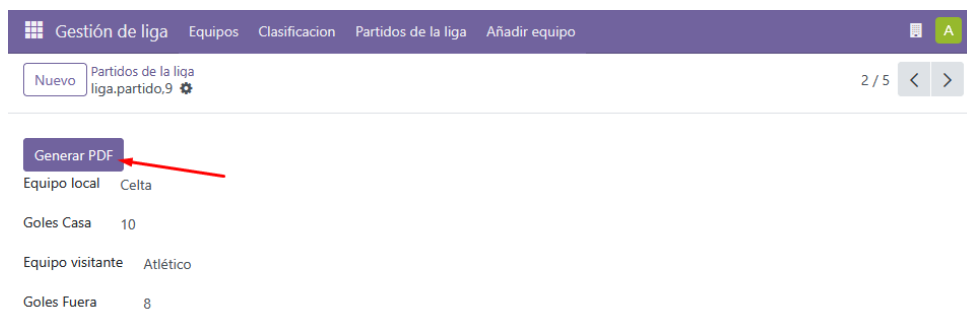 Gestión de liga Equipos Clasificacion Partidos de la liga Añadir equipo A
Nuevo Partidos de la liga 2 / 5
liga.partido,9
Generar PDF
Equipo local Celta
Goles Casa 10
Equipo visitante Atlético
Goles Fuera 8